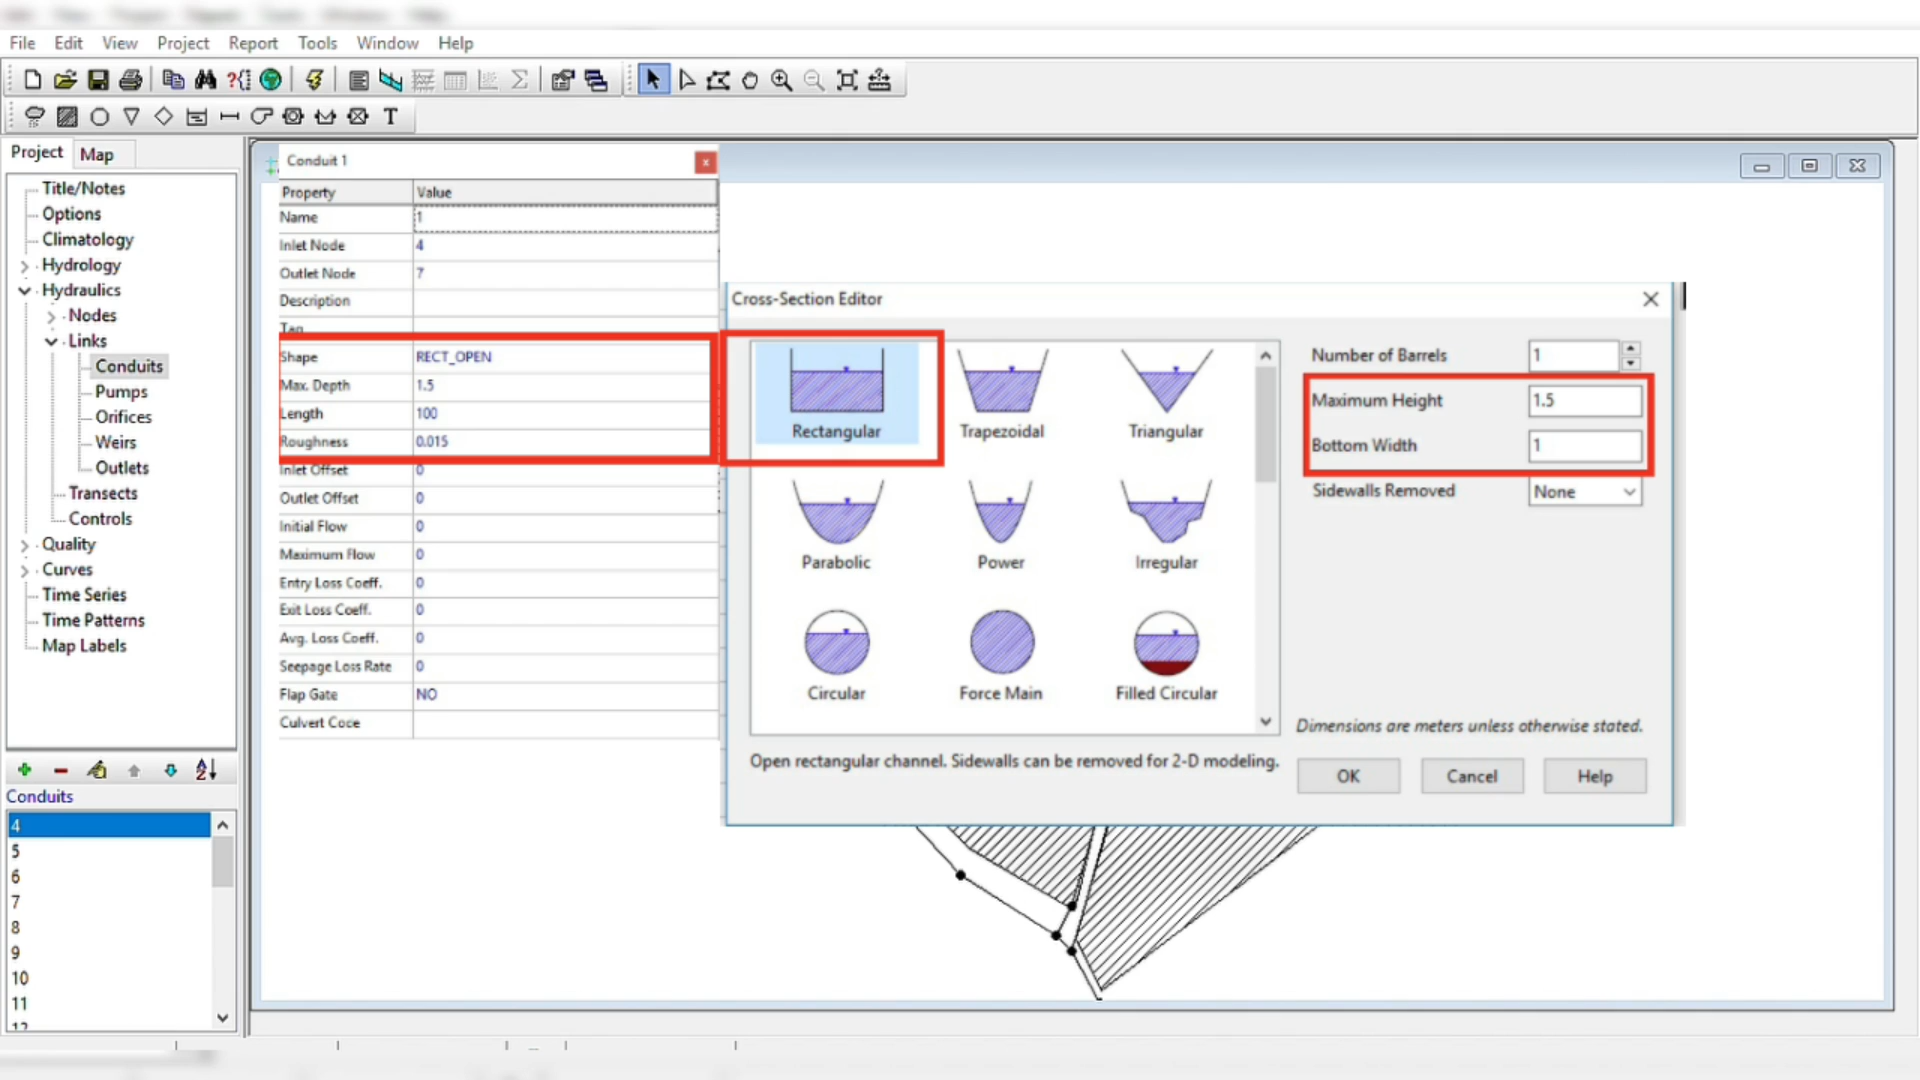 File Edit View Project Report Tools Window Help
T
Project Map
Title/Notes
Options
Climatology
Hydrology
Hydraulics
Nodes
Links
Conduits
Pumps
Orifices
Weirs
Outlets
Transects
Controls
Quality
Curves
Time Series
Time Patterns
Map Labels
Conduits
4
5
6
7
8
9
10
11
12
Conduit 1
Property Value
Name 1
Inlet Node 4
Outlet Node 7
Description
Tag
Shape RECT_OPEN
Max. Depth 1.5
Length 100
Roughness 0.015
Inlet Offset 0
Outlet Offset 0
Initial Flow 0
Maximum Flow 0
Entry Loss Coeff. 0
Exit Loss Coeff. 0
Avg. Loss Coeff. 0
Seepage Loss Rate 0
Flap Gate NO
Culvert Code
Cross-Section Editor
Rectangular Trapezoidal Triangular
Parabolic Power Irregular
Circular Force Main Filled Circular
Number of Barrels 1
Maximum Height 1.5
Bottom Width 1
Sidewalls Removed None
Dimensions are meters unless otherwise stated.
Open rectangular channel. Sidewalls can be removed for 2-D modeling.
OK Cancel Help